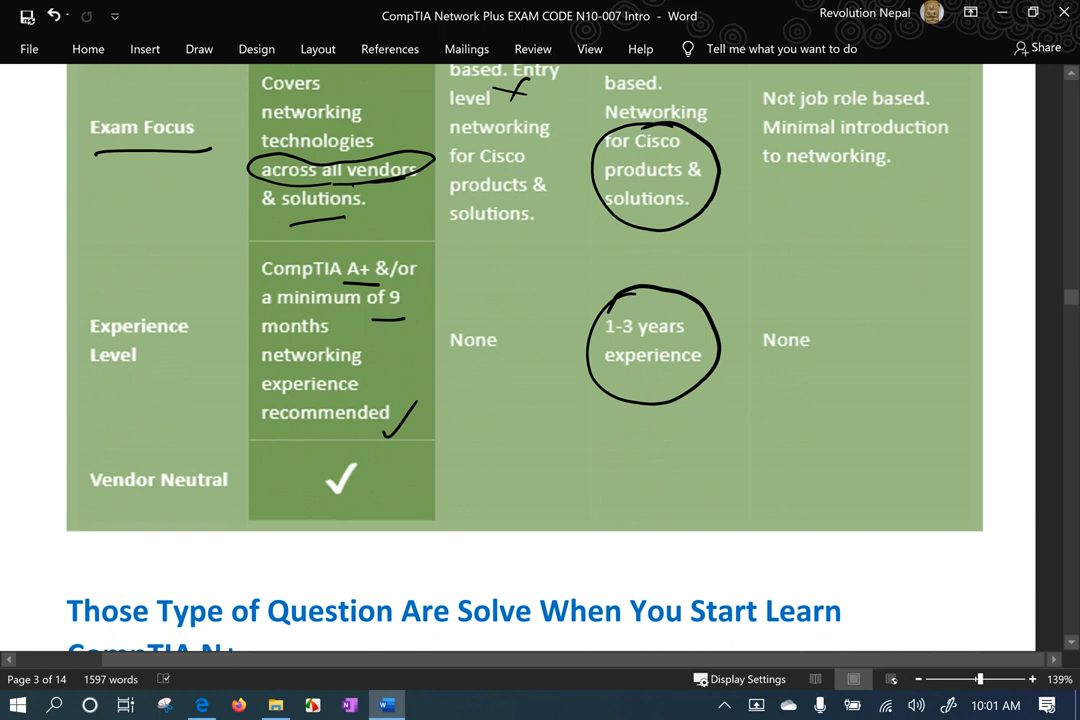 CompTIA Network Plus EXAM CODE N10-007 Intro - Word
Revolution Nepal
File Home Insert Draw Design Layout References Mailings Review View Help Tell me what you want to do Share
Exam Focus
Covers
networking
technologies
across all vendors
& solutions.
based. Entry
level
networking
for Cisco
products &
solutions.
based.
Networking
for Cisco
products &
solutions.
Not job role based.
Minimal introduction
to networking.
Experience
Level
CompTIA A+ &/or
a minimum of 9
months
networking
experience
recommended
None
1-3 years
experience
None
Vendor Neutral
Those Type of Question Are Solve When You Start Learn
CompTIA N+
Page 3 of 14 1597 words Display Settings 139%
10:01 AM